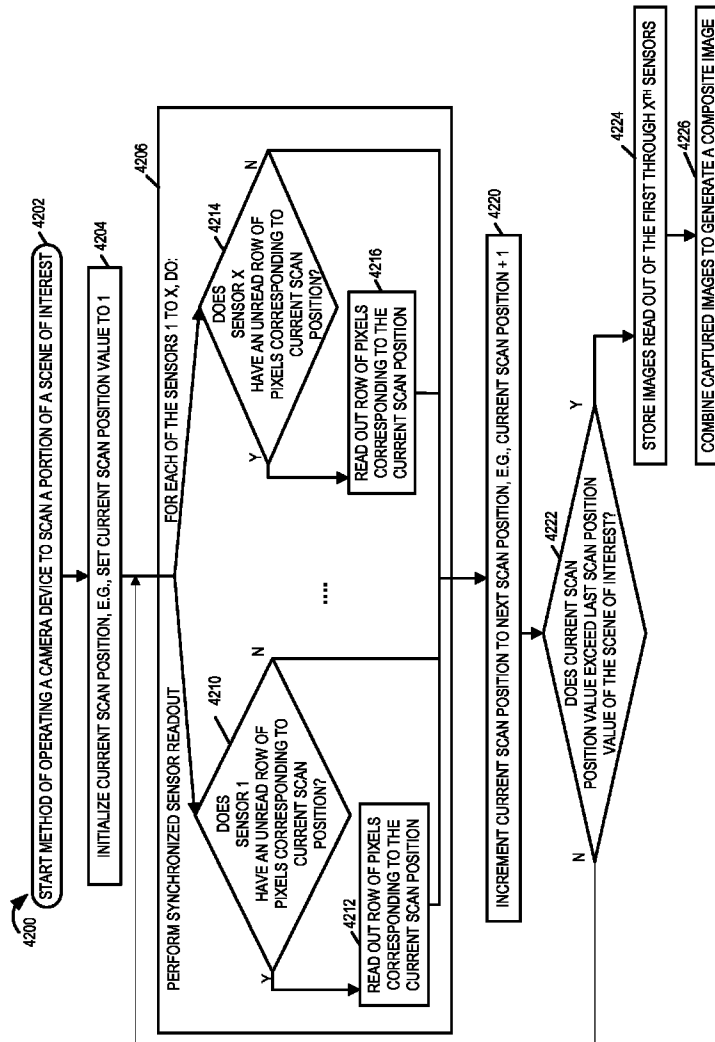 4200
4202
START METHOD OF OPERATING A CAMERA DEVICE TO SCAN A PORTION OF A SCENE OF INTEREST
4204
INITIALIZE CURRENT SCAN POSITION, E.G., SET CURRENT SCAN POSITION VALUE TO 1
4206
PERFORM SYNCHRONIZED SENSOR READOUT
FOR EACH OF THE SENSORS 1 TO X, DO:
4210
DOES
SENSOR 1
HAVE AN UNREAD ROW OF
PIXELS CORRESPONDING TO
CURRENT SCAN
POSITION?
Y
N
4212
READ OUT ROW OF PIXELS
CORRESPONDING TO THE
CURRENT SCAN POSITION
....
4214
DOES
SENSOR X
HAVE AN UNREAD ROW OF
PIXELS CORRESPONDING TO
CURRENT SCAN
POSITION?
Y
N
4216
READ OUT ROW OF PIXELS
CORRESPONDING TO THE
CURRENT SCAN POSITION
4220
INCREMENT CURRENT SCAN POSITION TO NEXT SCAN POSITION, E.G., CURRENT SCAN POSITION + 1
4222
DOES CURRENT SCAN
POSITION VALUE EXCEED LAST SCAN POSITION
VALUE OF THE SCENE OF INTEREST?
N
Y
4224
STORE IMAGES READ OUT OF THE FIRST THROUGH XTH SENSORS
4226
COMBINE CAPTURED IMAGES TO GENERATE A COMPOSITE IMAGE